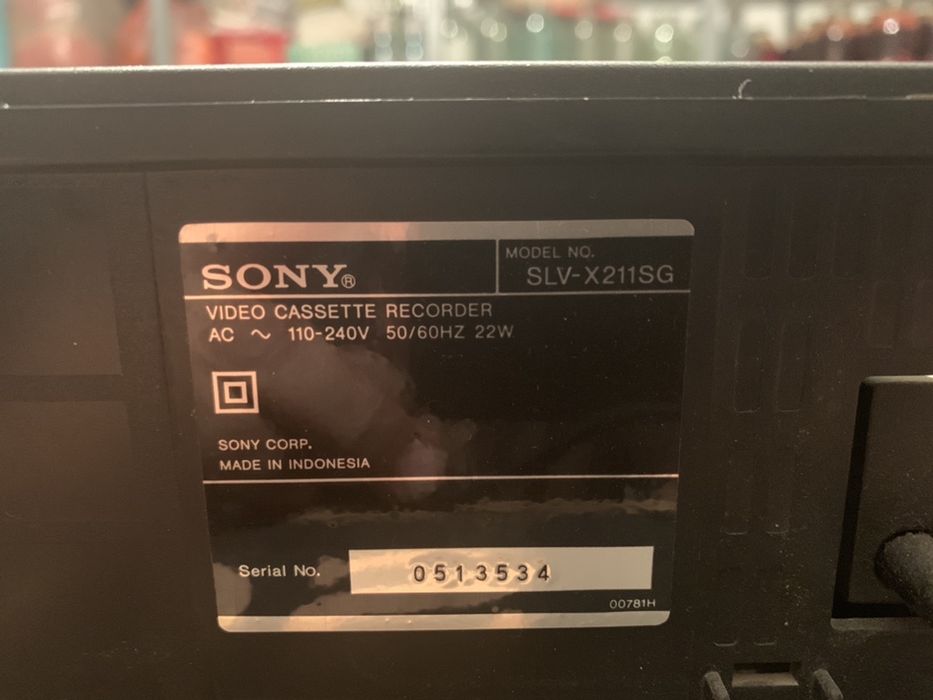 SONY®
MODEL NO.
SLV-X211SG
VIDEO CASSETTE RECORDER
AC ~ 110-240V 50/60HZ 22W
SONY CORP.
MADE IN INDONESIA
Serial No. 0513534
00781H